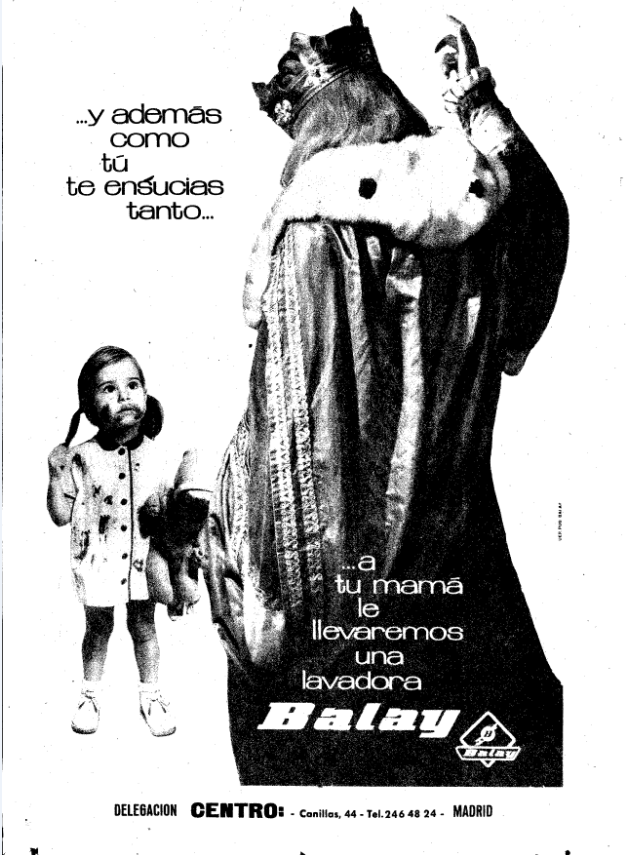 ...y además
como
tú
te ensucias
tanto...
...a
tu mamá
le
llevaremos
una
lavadora
Balay
B
Balay
DELEGACION CENTRO: - Canillas, 44 - Tel. 246 48 24 - MADRID